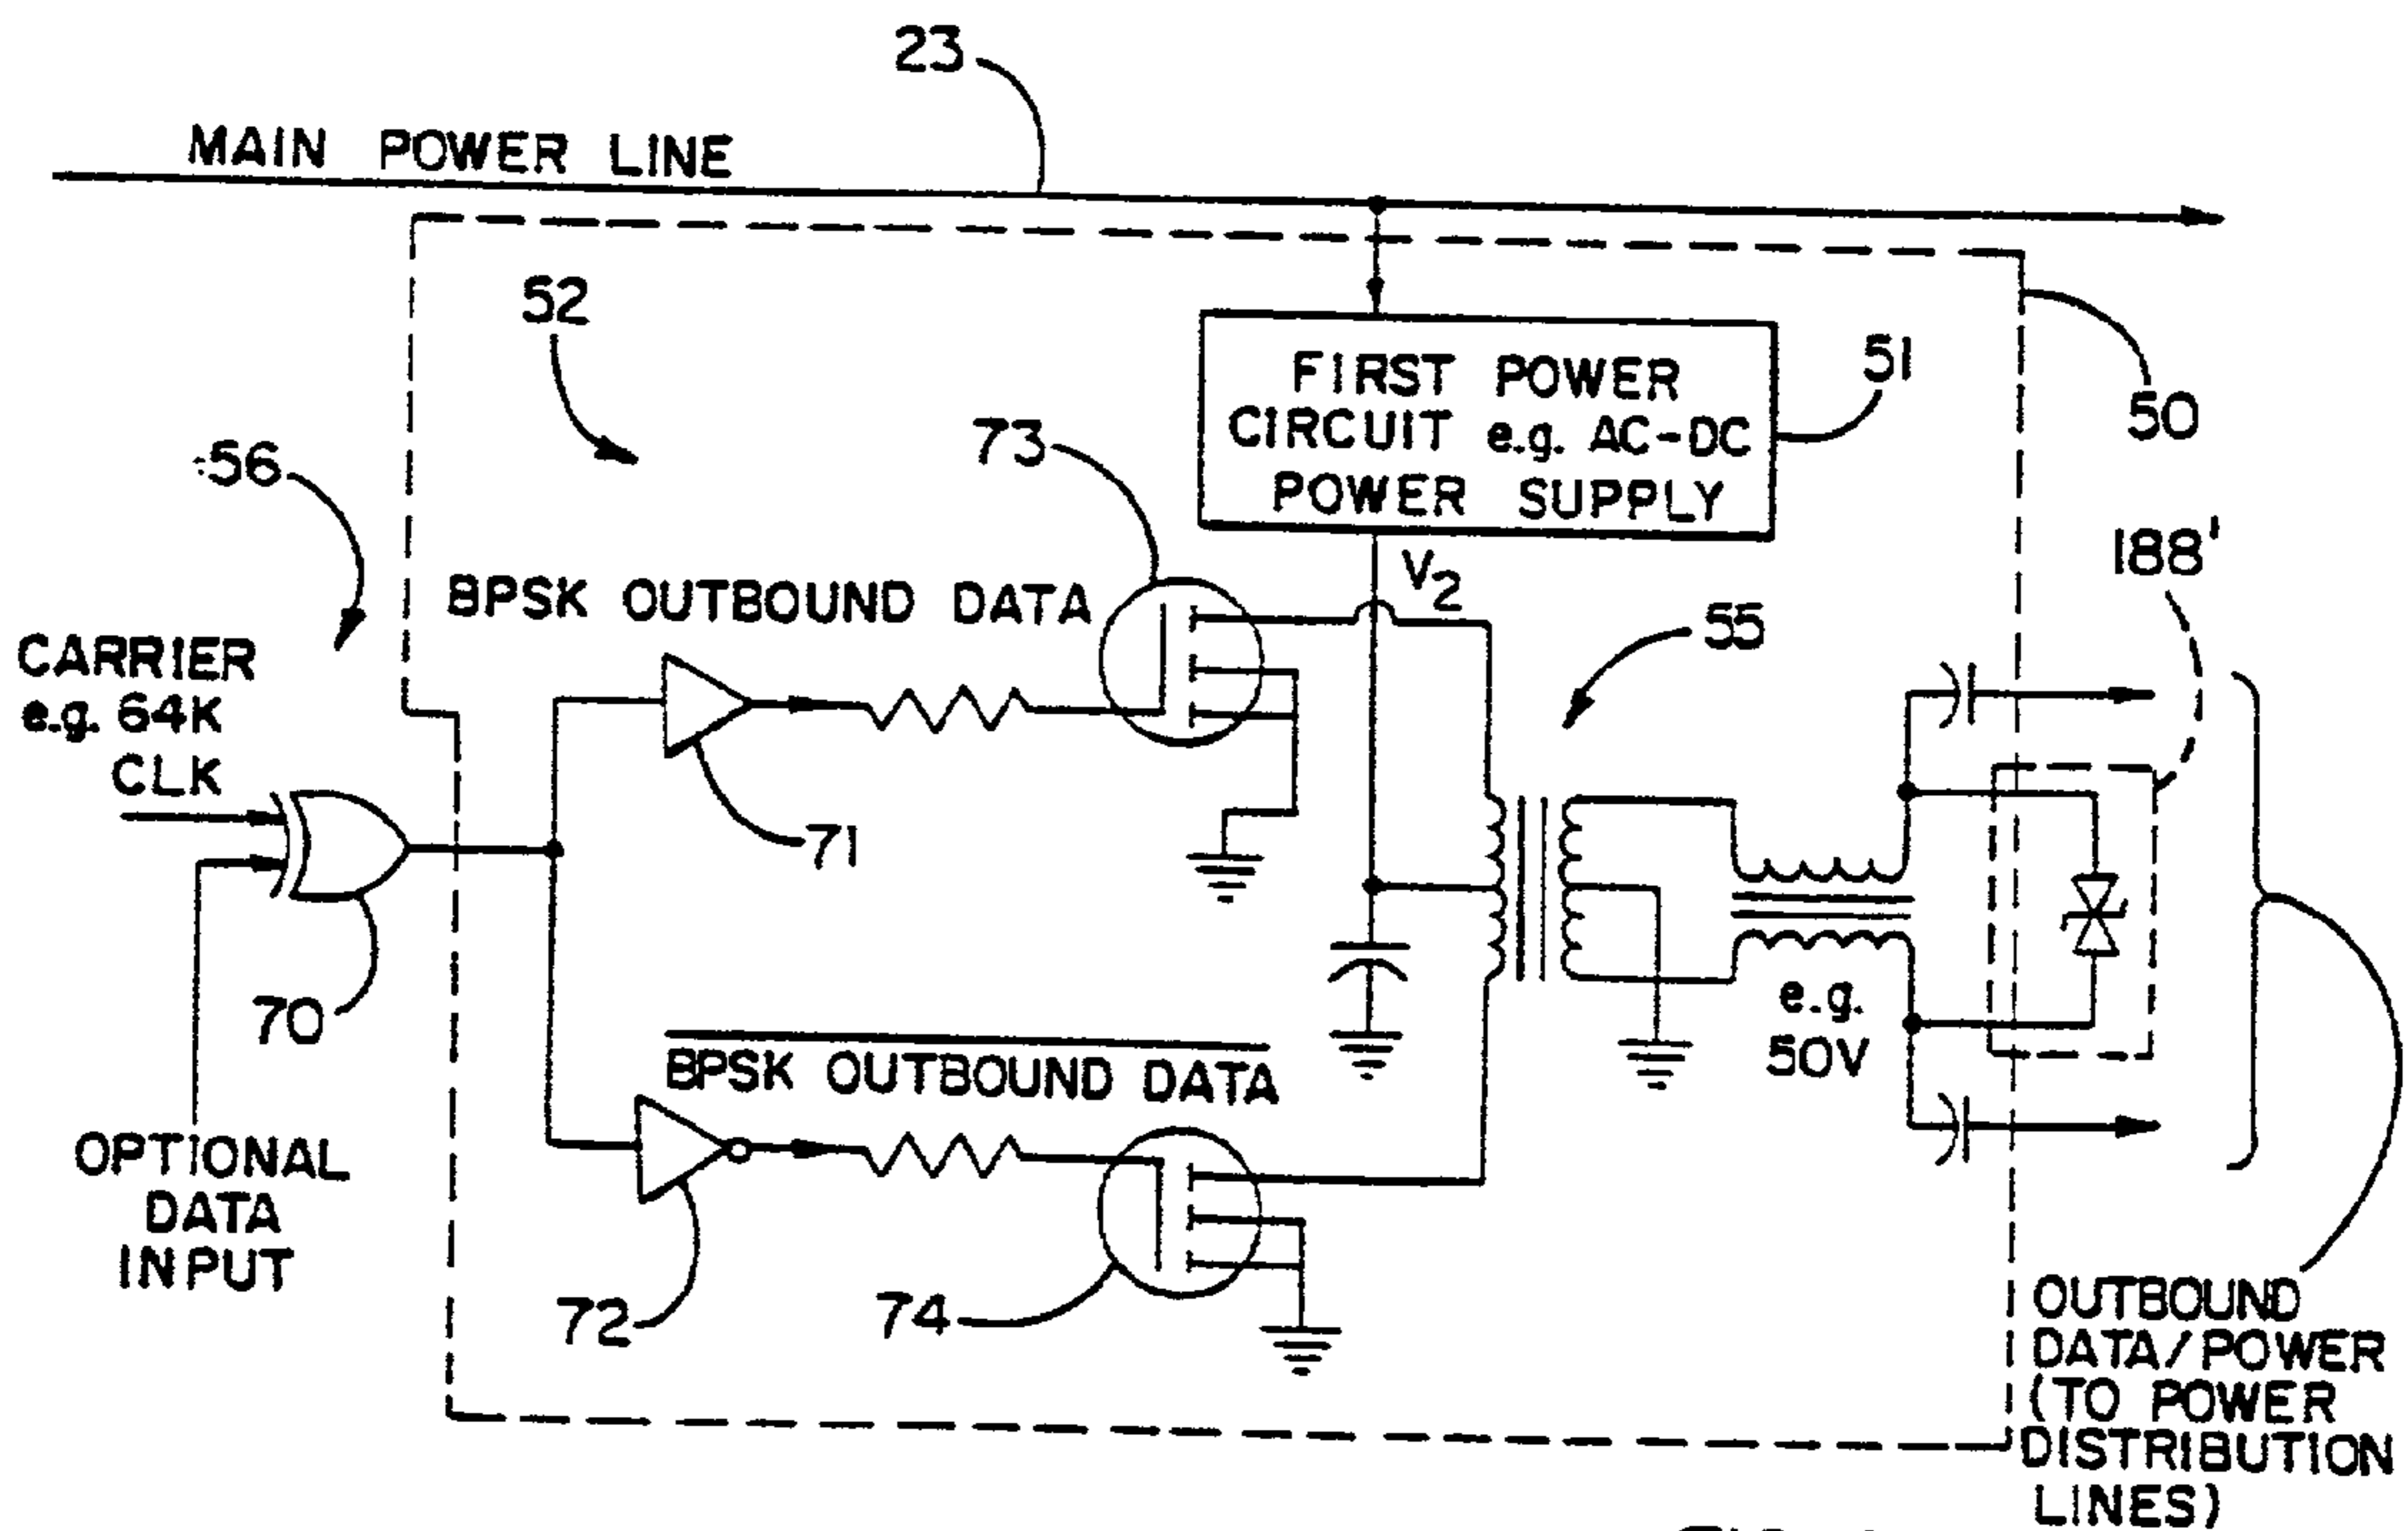 23
MAIN POWER LINE
52
56
73
FIRST POWER
CIRCUIT e.g. AC-DC
POWER SUPPLY
51
50
188'
V2
BPSK OUTBOUND DATA
55
CARRIER
e.g. 64K
CLK
71
70
e.g.
50V
BPSK OUTBOUND DATA
OPTIONAL
DATA
INPUT
72
74
OUTBOUND
DATA/POWER
(TO POWER
DISTRIBUTION
LINES)